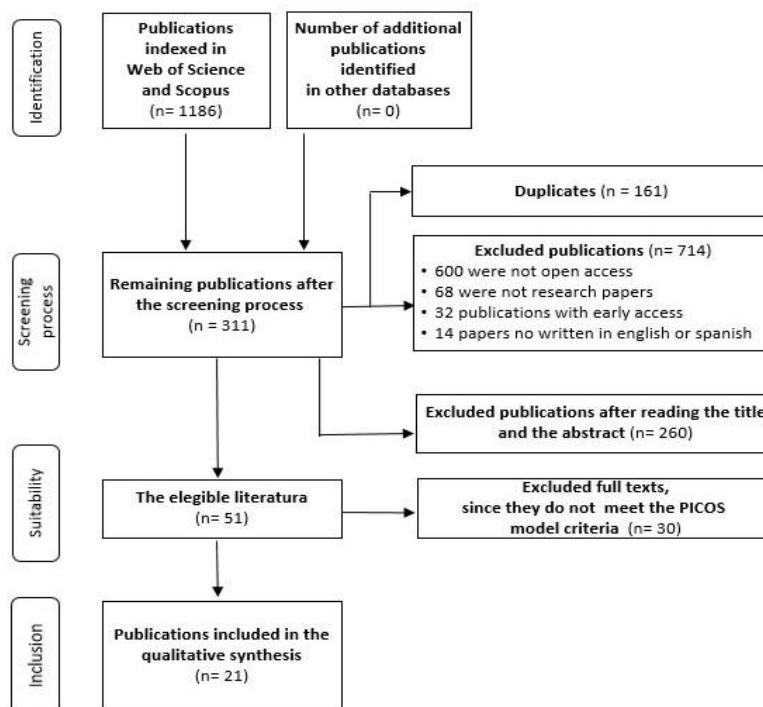 Identification
Publications
indexed in
Web of Science
and Scopus
(n= 1186)
Number of additional
publications
identified
in other databases
(n= 0)
Screening
process
Duplicates (n = 161)
Remaining publications after
the screening process
(n = 311)
Excluded publications (n= 714)
• 600 were not open access
• 68 were not research papers
• 32 publications with early access
• 14 papers no written in english or spanish
Excluded publications after reading the title
and the abstract (n= 260)
Suitability
The elegible literatura
(n= 51)
Excluded full texts,
since they do not meet the PICOS
model criteria (n= 30)
Inclusion
Publications included in the
qualitative synthesis
(n= 21)